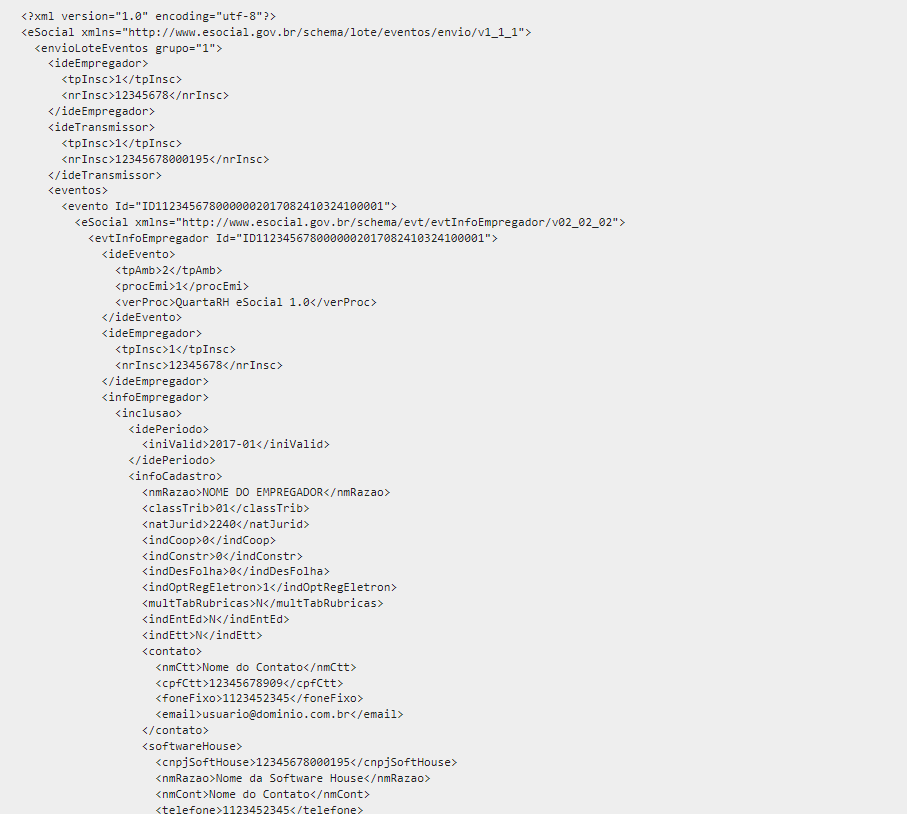 <?xml version="1.0" encoding="utf-8"?>
<eSocial xmlns="http://www.esocial.gov.br/schema/lote/eventos/envio/v1_1_1">
<envioLoteEventos grupo="1">
<ideEmpregador>
<tpInsc>1</tpInsc>
<nrInsc>12345678</nrInsc>
</ideEmpregador>
<ideTransmissor>
<tpInsc>1</tpInsc>
<nrInsc>12345678000195</nrInsc>
</ideTransmissor>
<eventos>
<evento Id="ID1123456780000002017082410324100001">
<eSocial xmlns="http://www.esocial.gov.br/schema/evt/evtInfoEmpregador/v02_02_02">
<evtInfoEmpregador Id="ID1123456780000002017082410324100001">
<ideEvento>
<tpAmb>2</tpAmb>
<procEmi>1</procEmi>
<verProc>QuartaRH eSocial 1.0</verProc>
</ideEvento>
<ideEmpregador>
<tpInsc>1</tpInsc>
<nrInsc>12345678</nrInsc>
</ideEmpregador>
<infoEmpregador>
<inclusao>
<idePeriodo>
<iniValid>2017-01</iniValid>
</idePeriodo>
<infoCadastro>
<nmRazao>NOME DO EMPREGADOR</nmRazao>
<classTrib>01</classTrib>
<natJurid>2240</natJurid>
<indCoop>0</indCoop>
<indConstr>0</indConstr>
<indDesFolha>0</indDesFolha>
<indOptRegEletron>1</indOptRegEletron>
<multTabRubricas>N</multTabRubricas>
<indEntEd>N</indEntEd>
<indEtt>N</indEtt>
<contato>
<nmCtt>Nome do Contato</nmCtt>
<cpfCtt>12345678909</cpfCtt>
<foneFixo>1123452345</foneFixo>
<email>usuario@dominio.com.br</email>
</contato>
<softwareHouse>
<cnpjSoftHouse>12345678000195</cnpjSoftHouse>
<nmRazao>Nome da Software House</nmRazao>
<nmCont>Nome do Contato</nmCont>
<telefone>1123452345</telefone>